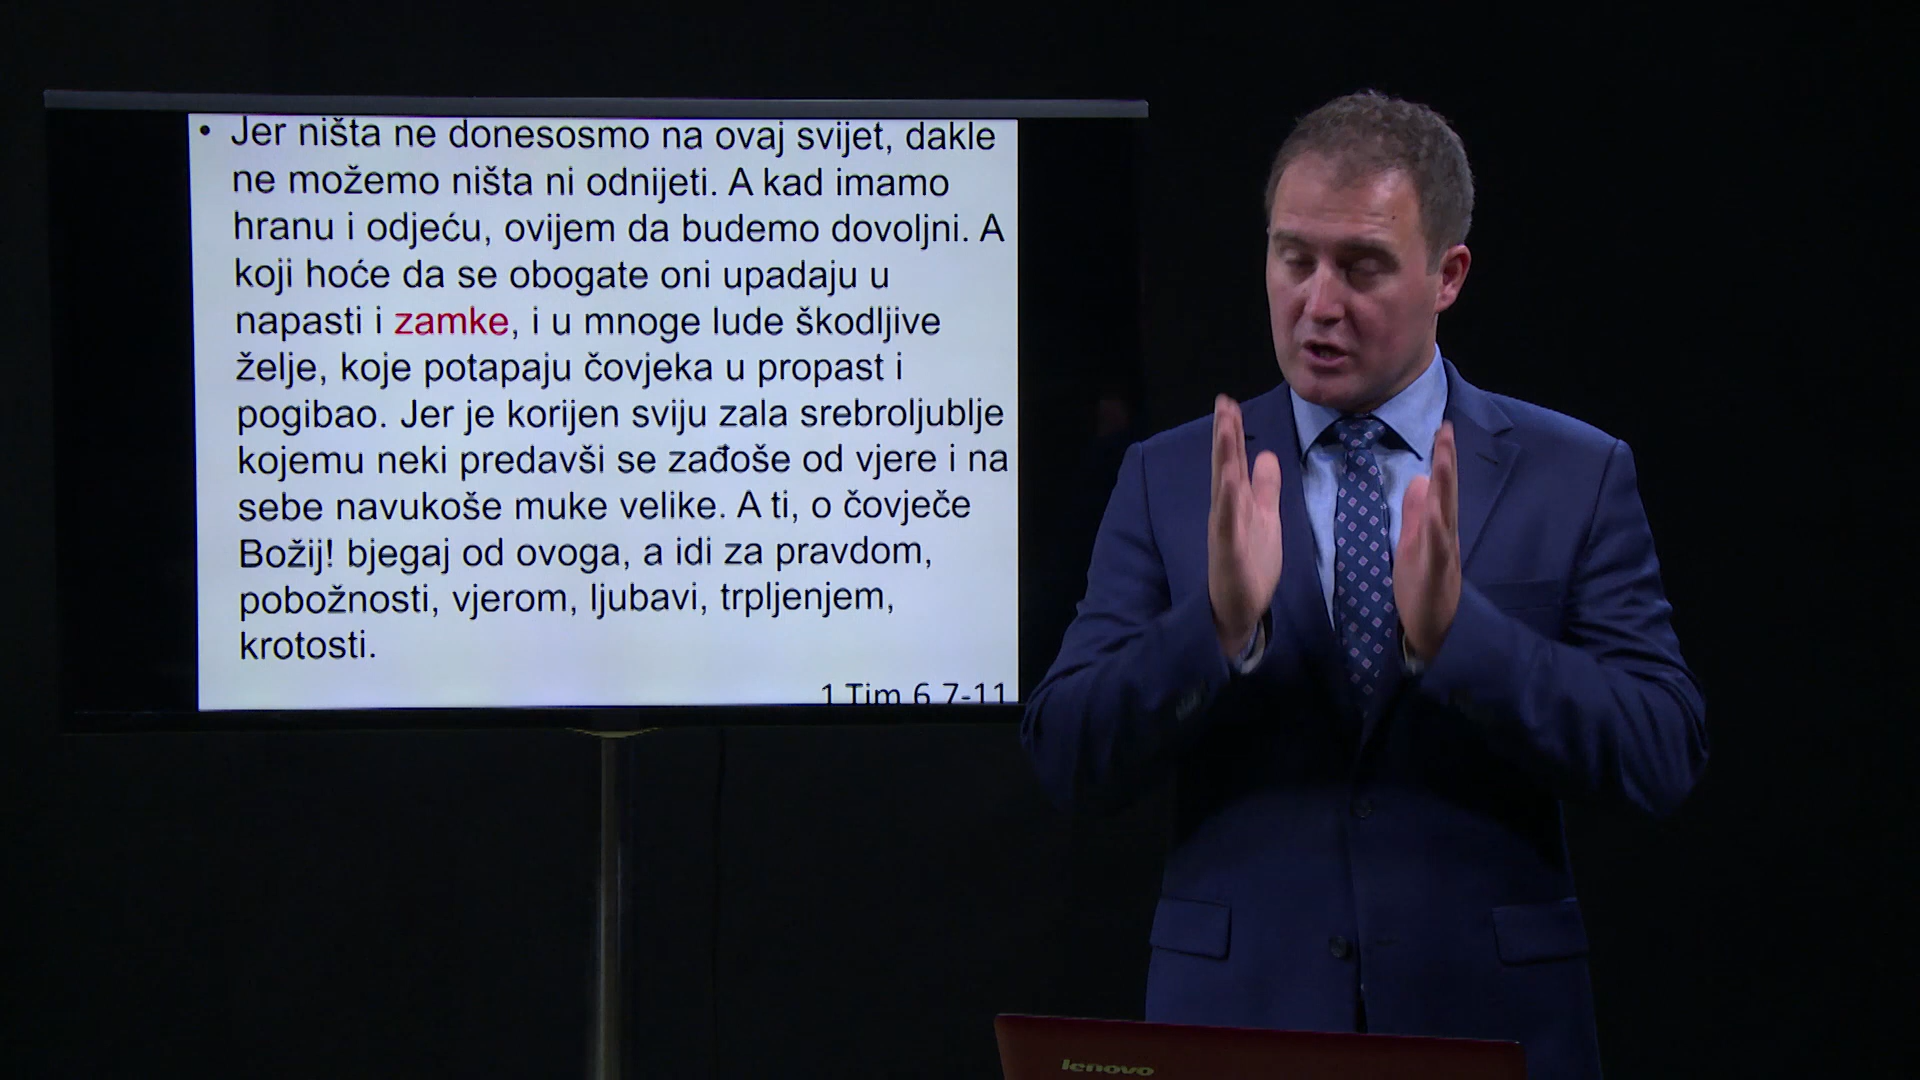 • Jer ništa ne donesosmo na ovaj svijet, dakle
ne možemo ništa ni odnijeti. A kad imamo
hranu i odjeću, ovijem da budemo dovoljni. A
koji hoće da se obogate oni upadaju u
napasti i zamke, i u mnoge lude škodljive
želje, koje potapaju čovjeka u propast i
pogibao. Jer je korijen sviju zala srebroljublje
kojemu neki predavši se zađoše od vjere i na
sebe navukoše muke velike. A ti, o čovječe
Božij! bjegaj od ovoga, a idi za pravdom,
pobožnosti, vjerom, ljubavi, trpljenjem,
krotosti.
1 Tim 6,7-11
lenovo